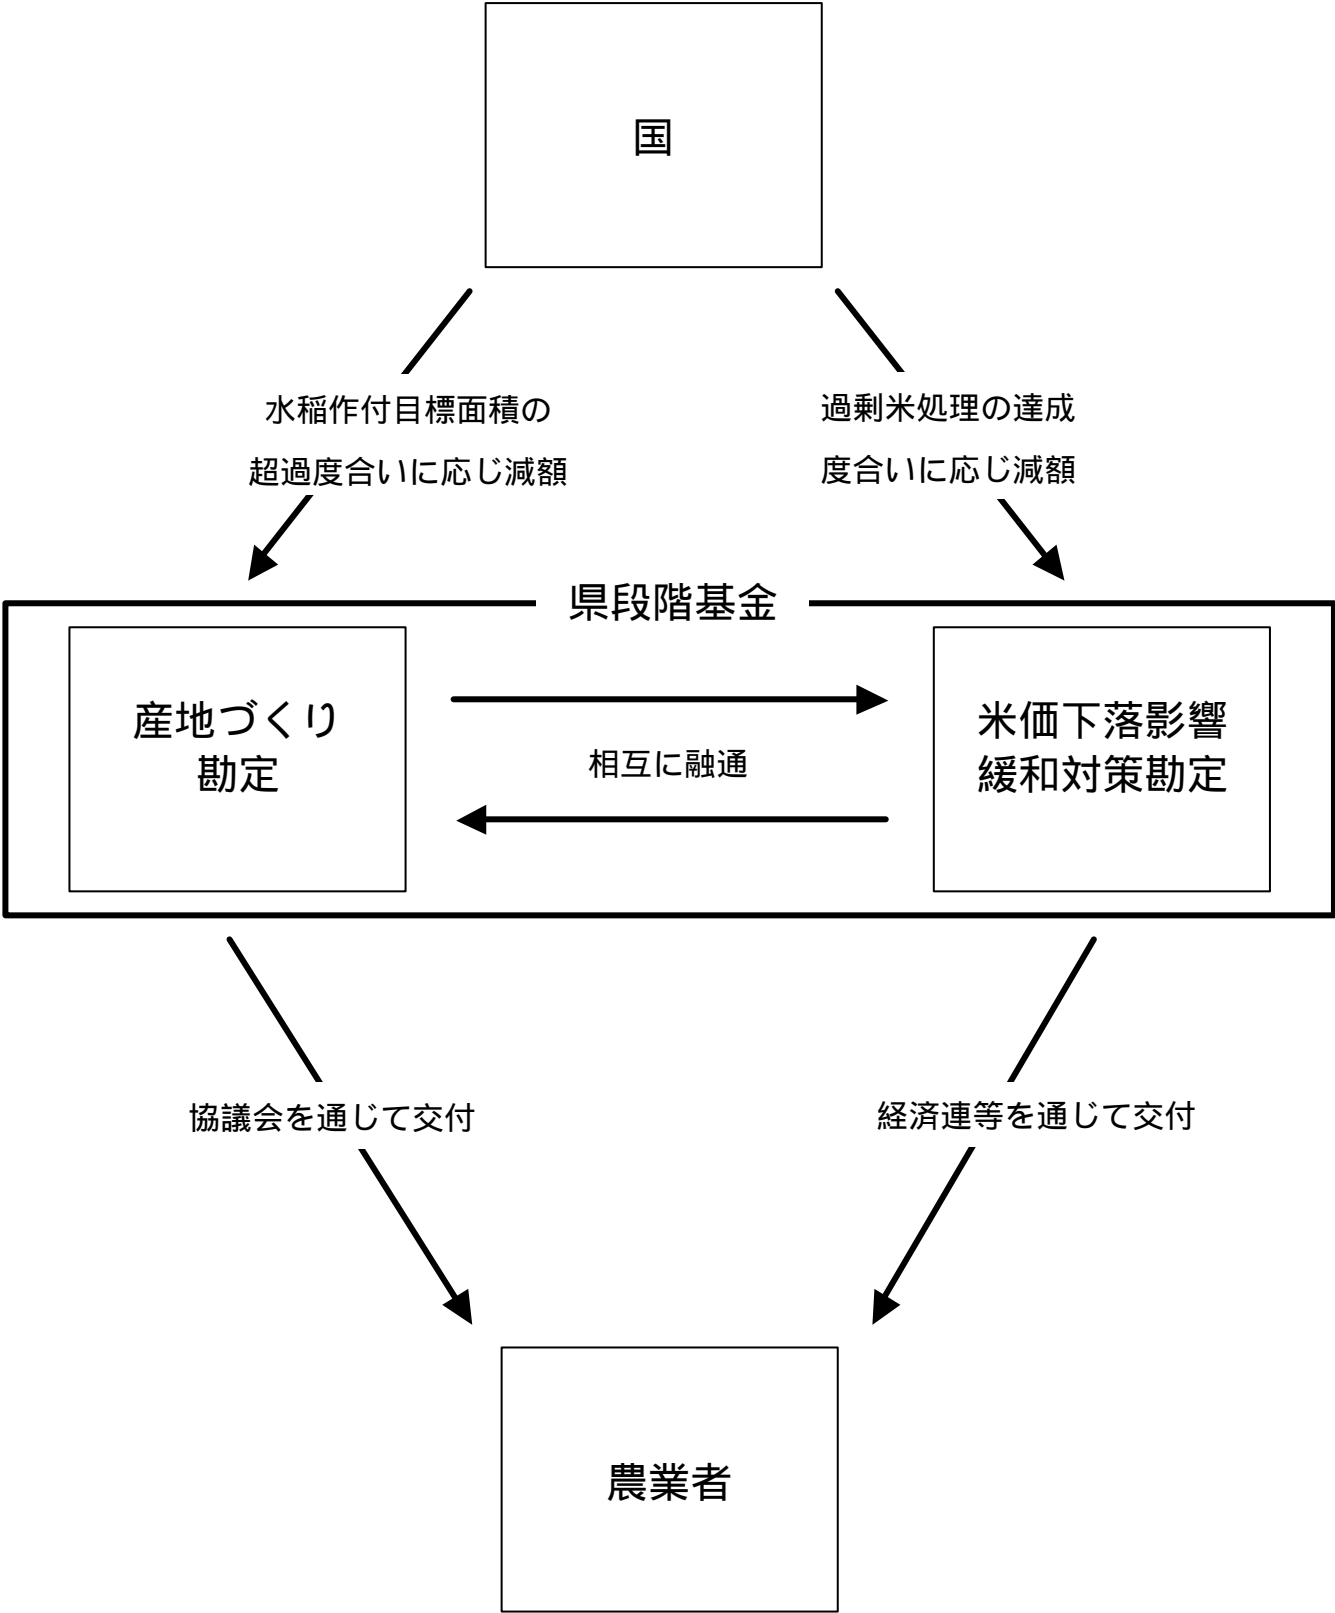 国
水稲作付目標面積の
超過度合いに応じ減額
過剰米処理の達成
度合いに応じ減額
県段階基金
産地づくり
勘定
相互に融通
米価下落影響
緩和対策勘定
協議会を通じて交付
経済連等を通じて交付
農業者